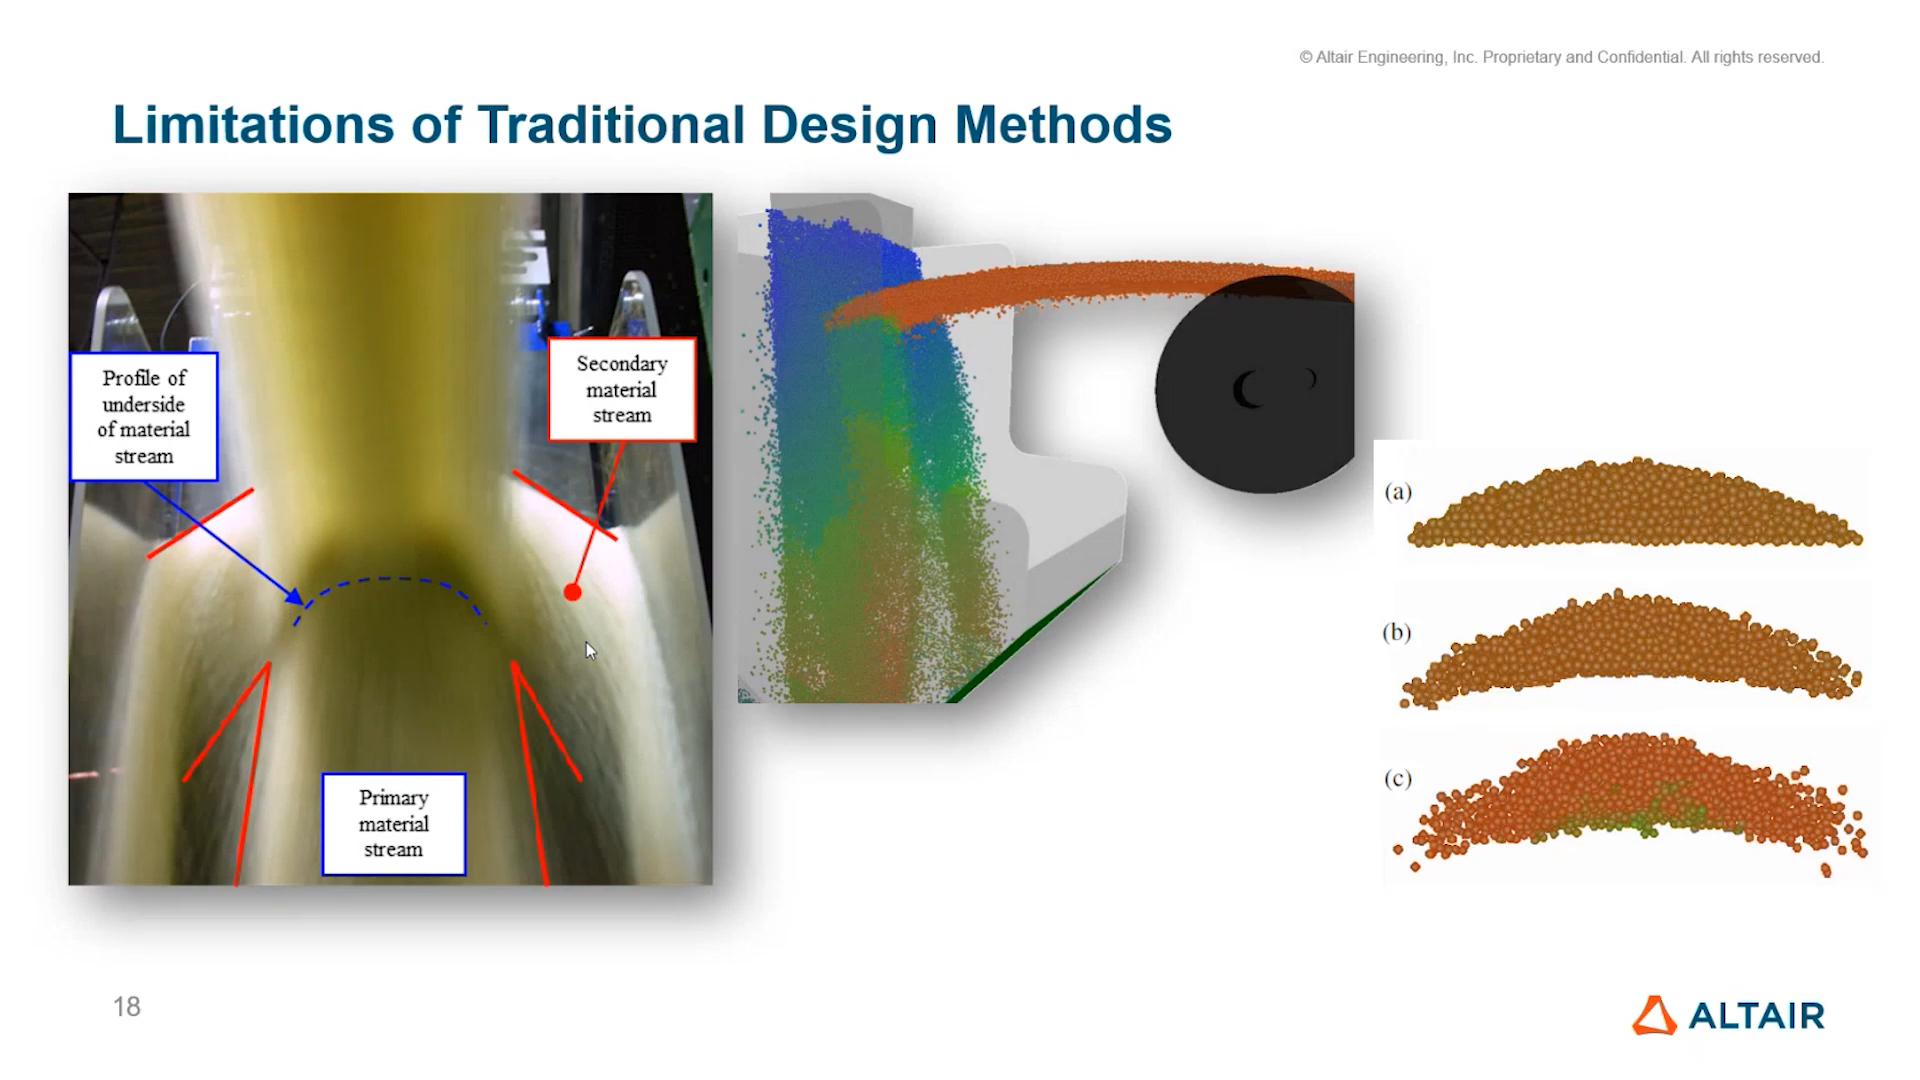 © Altair Engineering, Inc. Proprietary and Confidential. All rights reserved.
Limitations of Traditional Design Methods
Profile of
underside
of material
stream
Secondary
material
stream
Primary
material
stream
(a)
(b)
(c)
18
ALTAIR